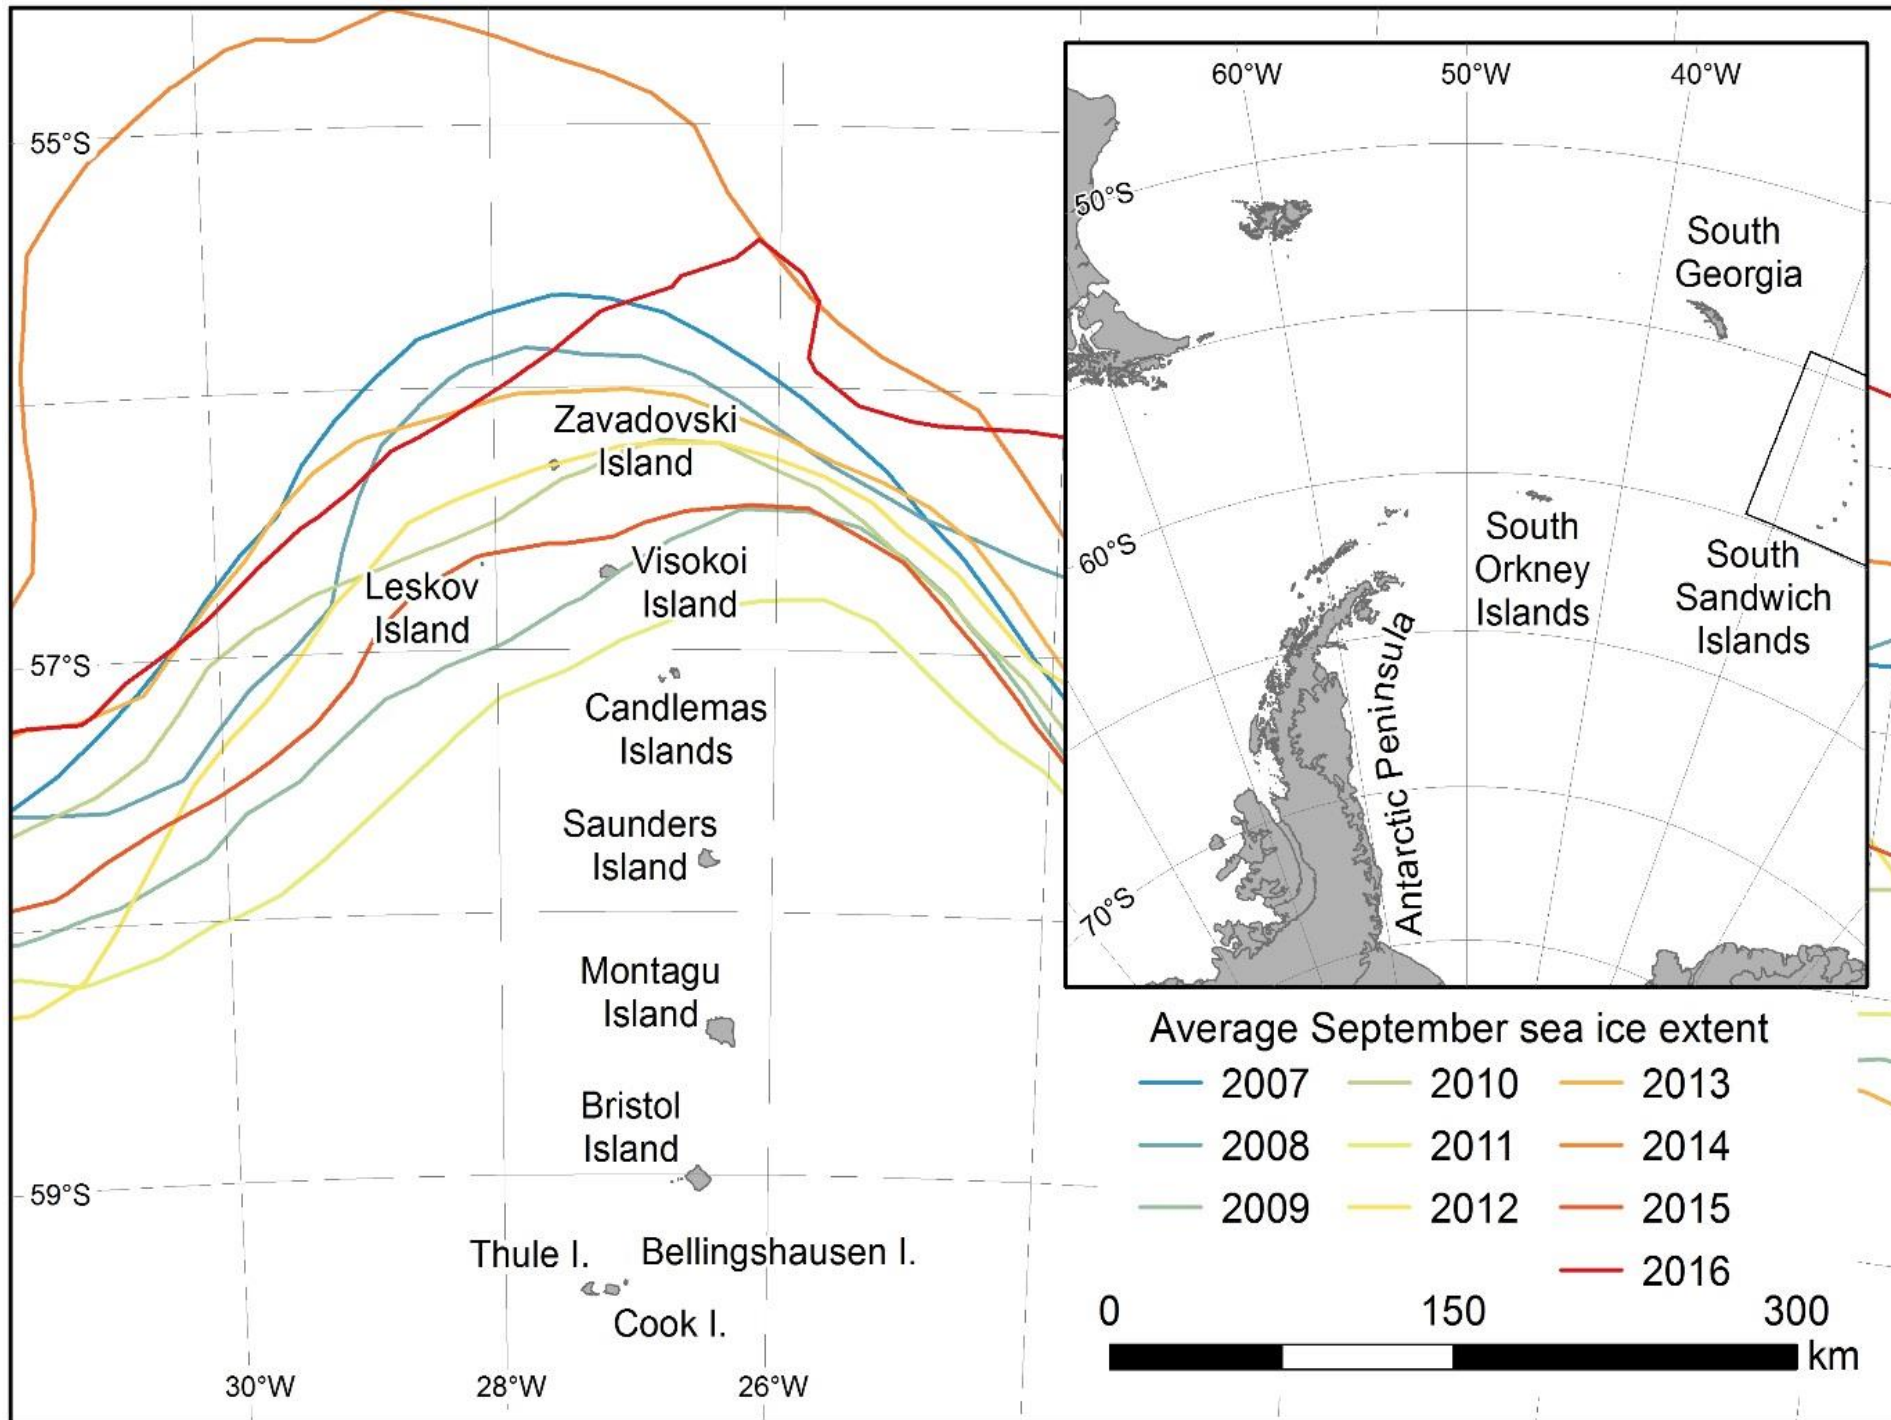 55°S
57°S
59°S
30°W
28°W
26°W
Zavadovski
Island
Leskov
Island
Visokoi
Island
Candlemas
Islands
Saunders
Island
Montagu
Island
Bristol
Island
Thule I.
Bellingshausen I.
Cook I.
60°W
50°W
40°W
50°S
60°S
70°S
South
Georgia
South
Orkney
Islands
South
Sandwich
Islands
Antarctic Peninsula
Average September sea ice extent
2007
2010
2013
2008
2011
2014
2009
2012
2015
2016
0
150
300
km